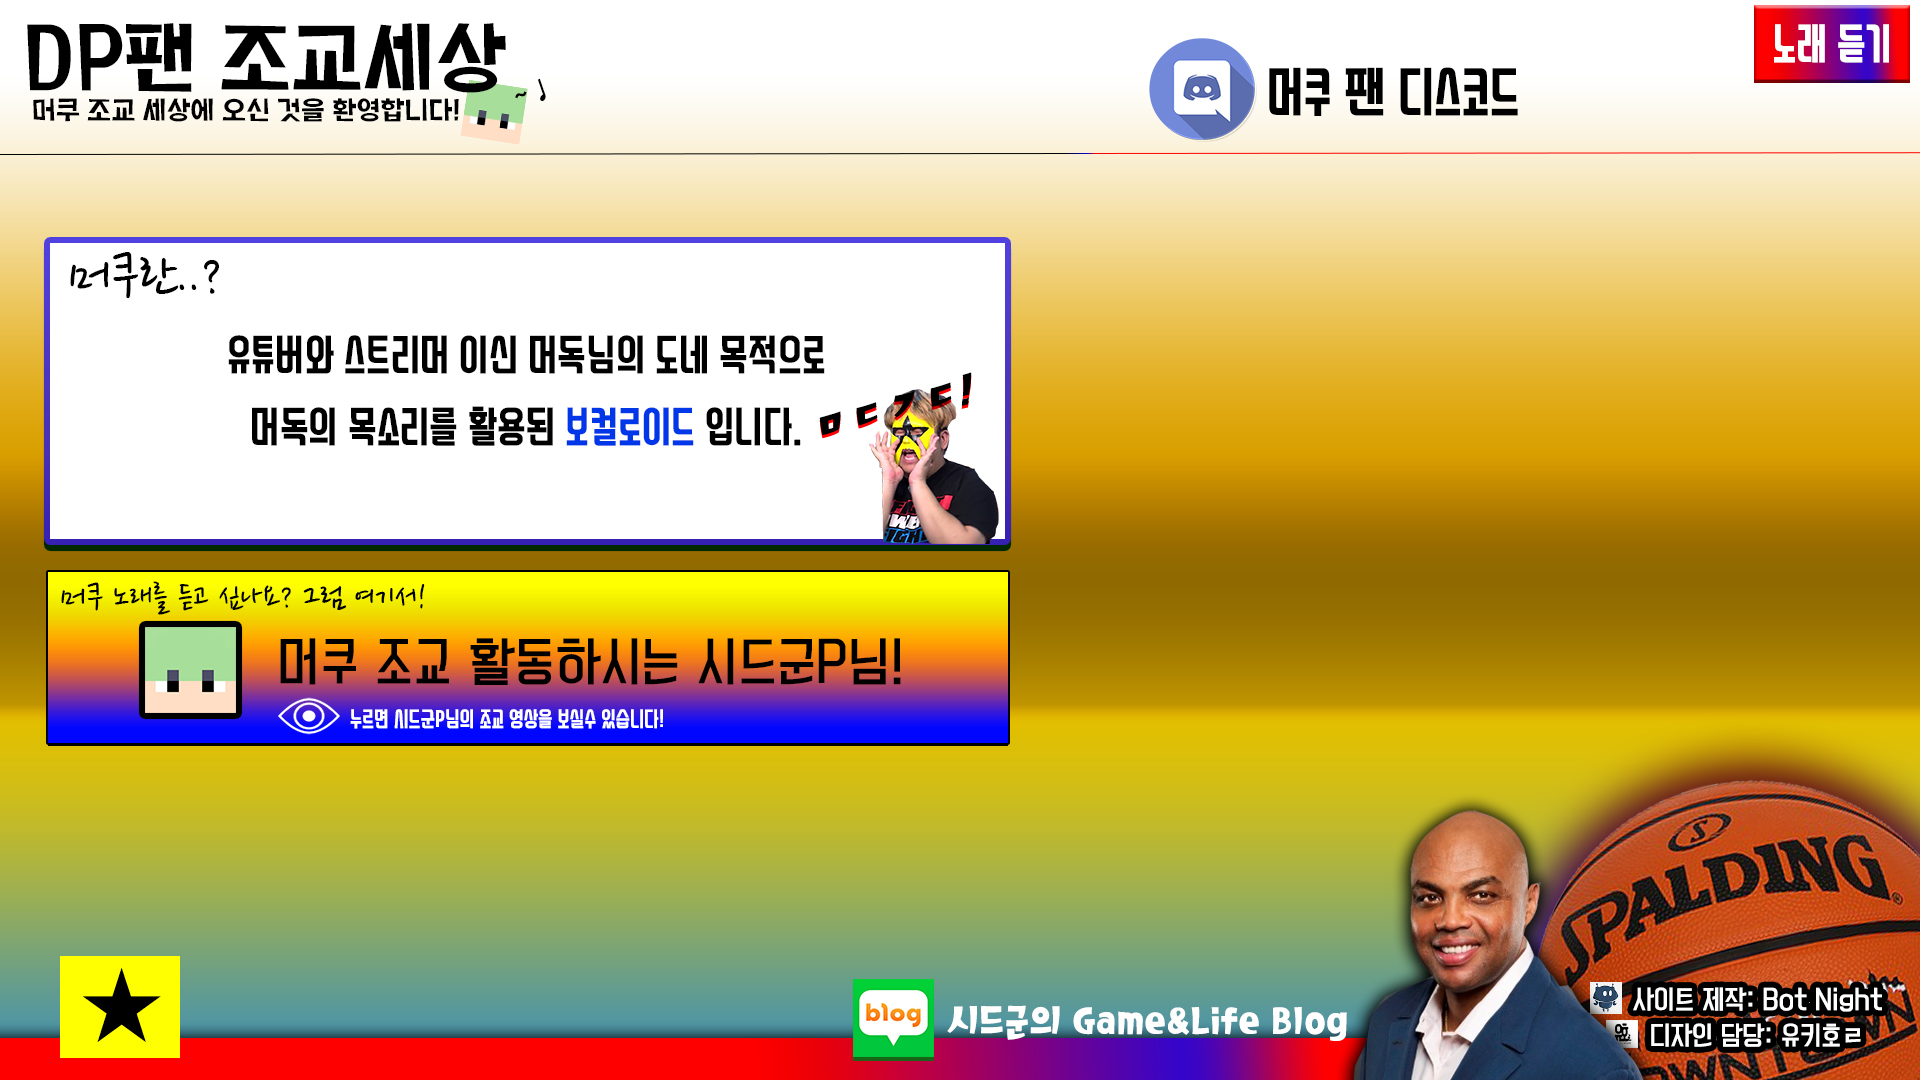 DP팬 조교세상
머쿠 조교 세상에 오신 것을 환영합니다!
머쿠 팬 디스코드
노래 듣기
머쿠란..?
유튜버와 스트리머 이신 머독님의 도네 목적으로
머독의 목소리를 활용된 보컬로이드 입니다.
ㅁㄷㄱㄷ!
머쿠 노래를 듣고 싶나요? 그럼 여기서!
머쿠 조교 활동하시는 시드군P님!
누르면 시드군P님의 조교 영상을 보실수 있습니다!
SPALDING
blog
시드군의 Game&Life Blog
사이트 제작: Bot Night
디자인 담당: 유키호ㄹ